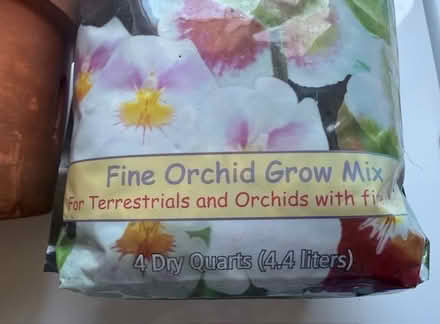 Fine Orchid Grow Mix
For Terrestrials and Orchids with
4 Dry Quarts (4.4 liters)